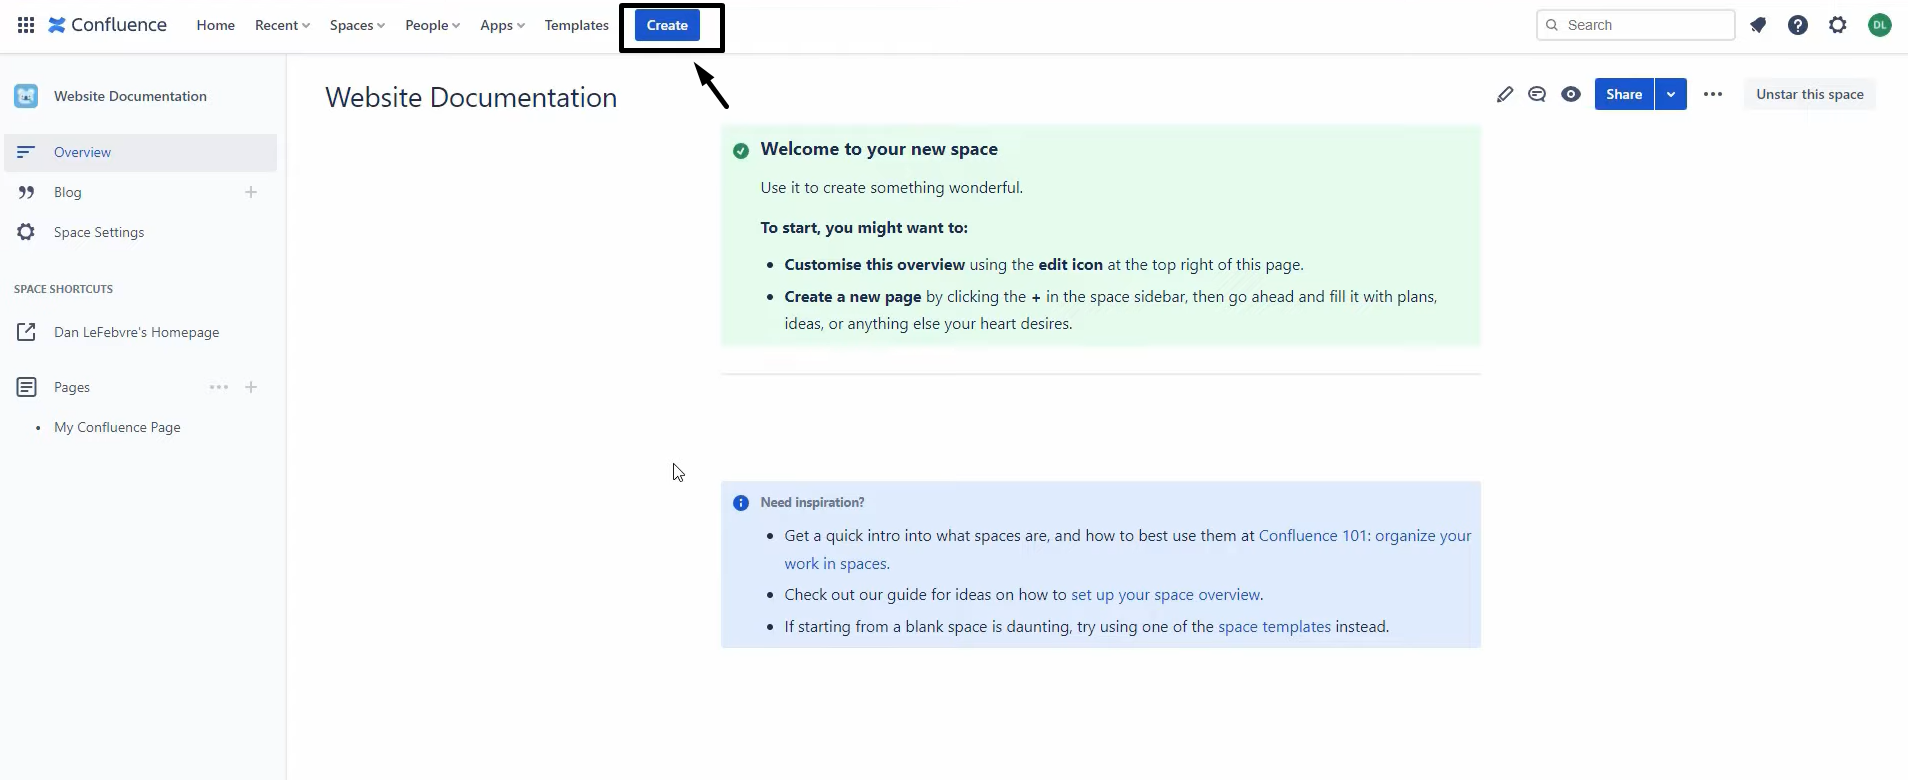 Confluence Home Recent Spaces People Apps Templates Create Search DL
Website Documentation
Overview
Blog
Space Settings
SPACE SHORTCUTS
Dan LeFebvre's Homepage
Pages
• My Confluence Page
Website Documentation
Share Unstar this space
Welcome to your new space
Use it to create something wonderful.
To start, you might want to:
• Customise this overview using the edit icon at the top right of this page.
• Create a new page by clicking the + in the space sidebar, then go ahead and fill it with plans,
ideas, or anything else your heart desires.
Need inspiration?
• Get a quick intro into what spaces are, and how to best use them at Confluence 101: organize your
work in spaces.
• Check out our guide for ideas on how to set up your space overview.
• If starting from a blank space is daunting, try using one of the space templates instead.